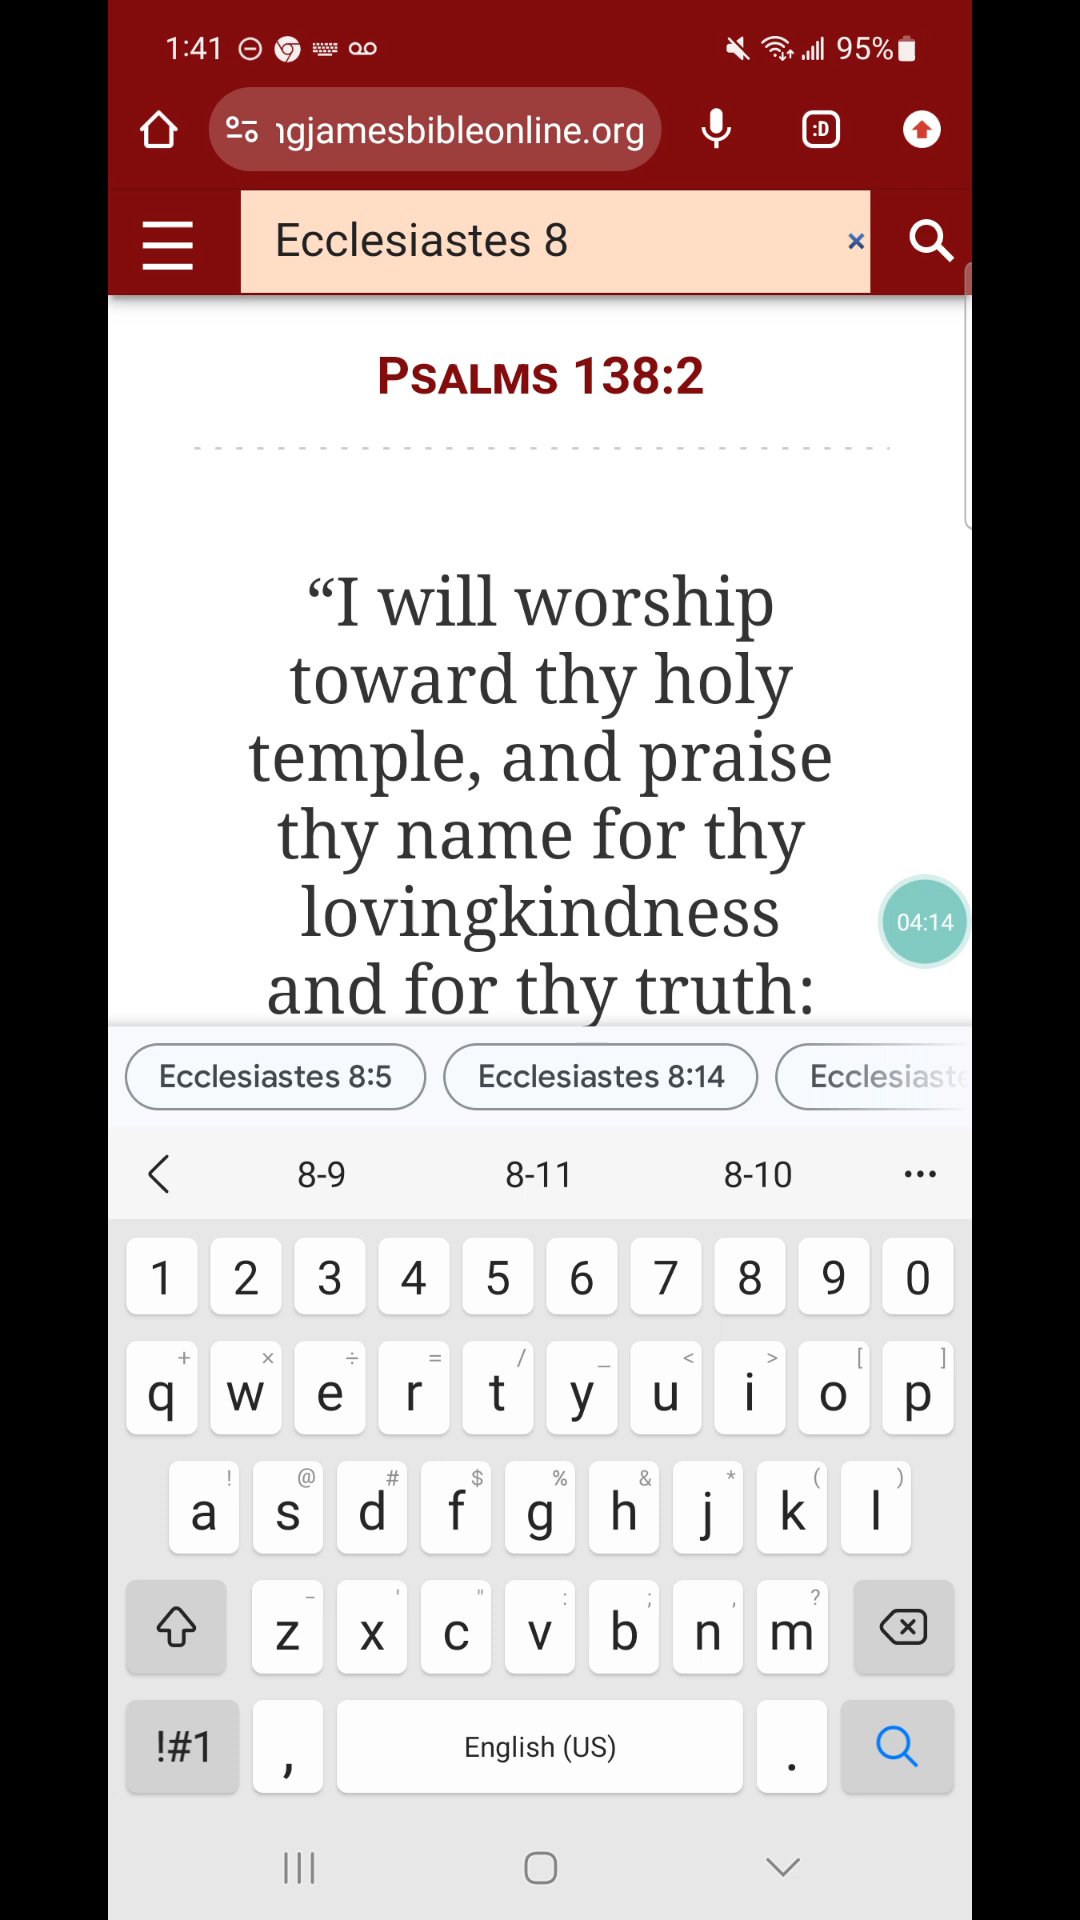 1:41 95%
ngjamesbibleonline.org :D
Ecclesiastes 8 ×
PSALMS 138:2
“I will worship
toward thy holy
temple, and praise
thy name for thy
lovingkindness
04:14
and for thy truth:
Ecclesiastes 8:5 Ecclesiastes 8:14 Ecclesiaste
8-9 8-11 8-10 ...
1 2 3 4 5 6 7 8 9 0
+ × ÷ = / _ < > [ ]
q w e r t y u i o p
! @ # $ % & * ( )
a s d f g h j k l
- ' " : ; , ?
z x c v b n m
!#1 , English (US) .